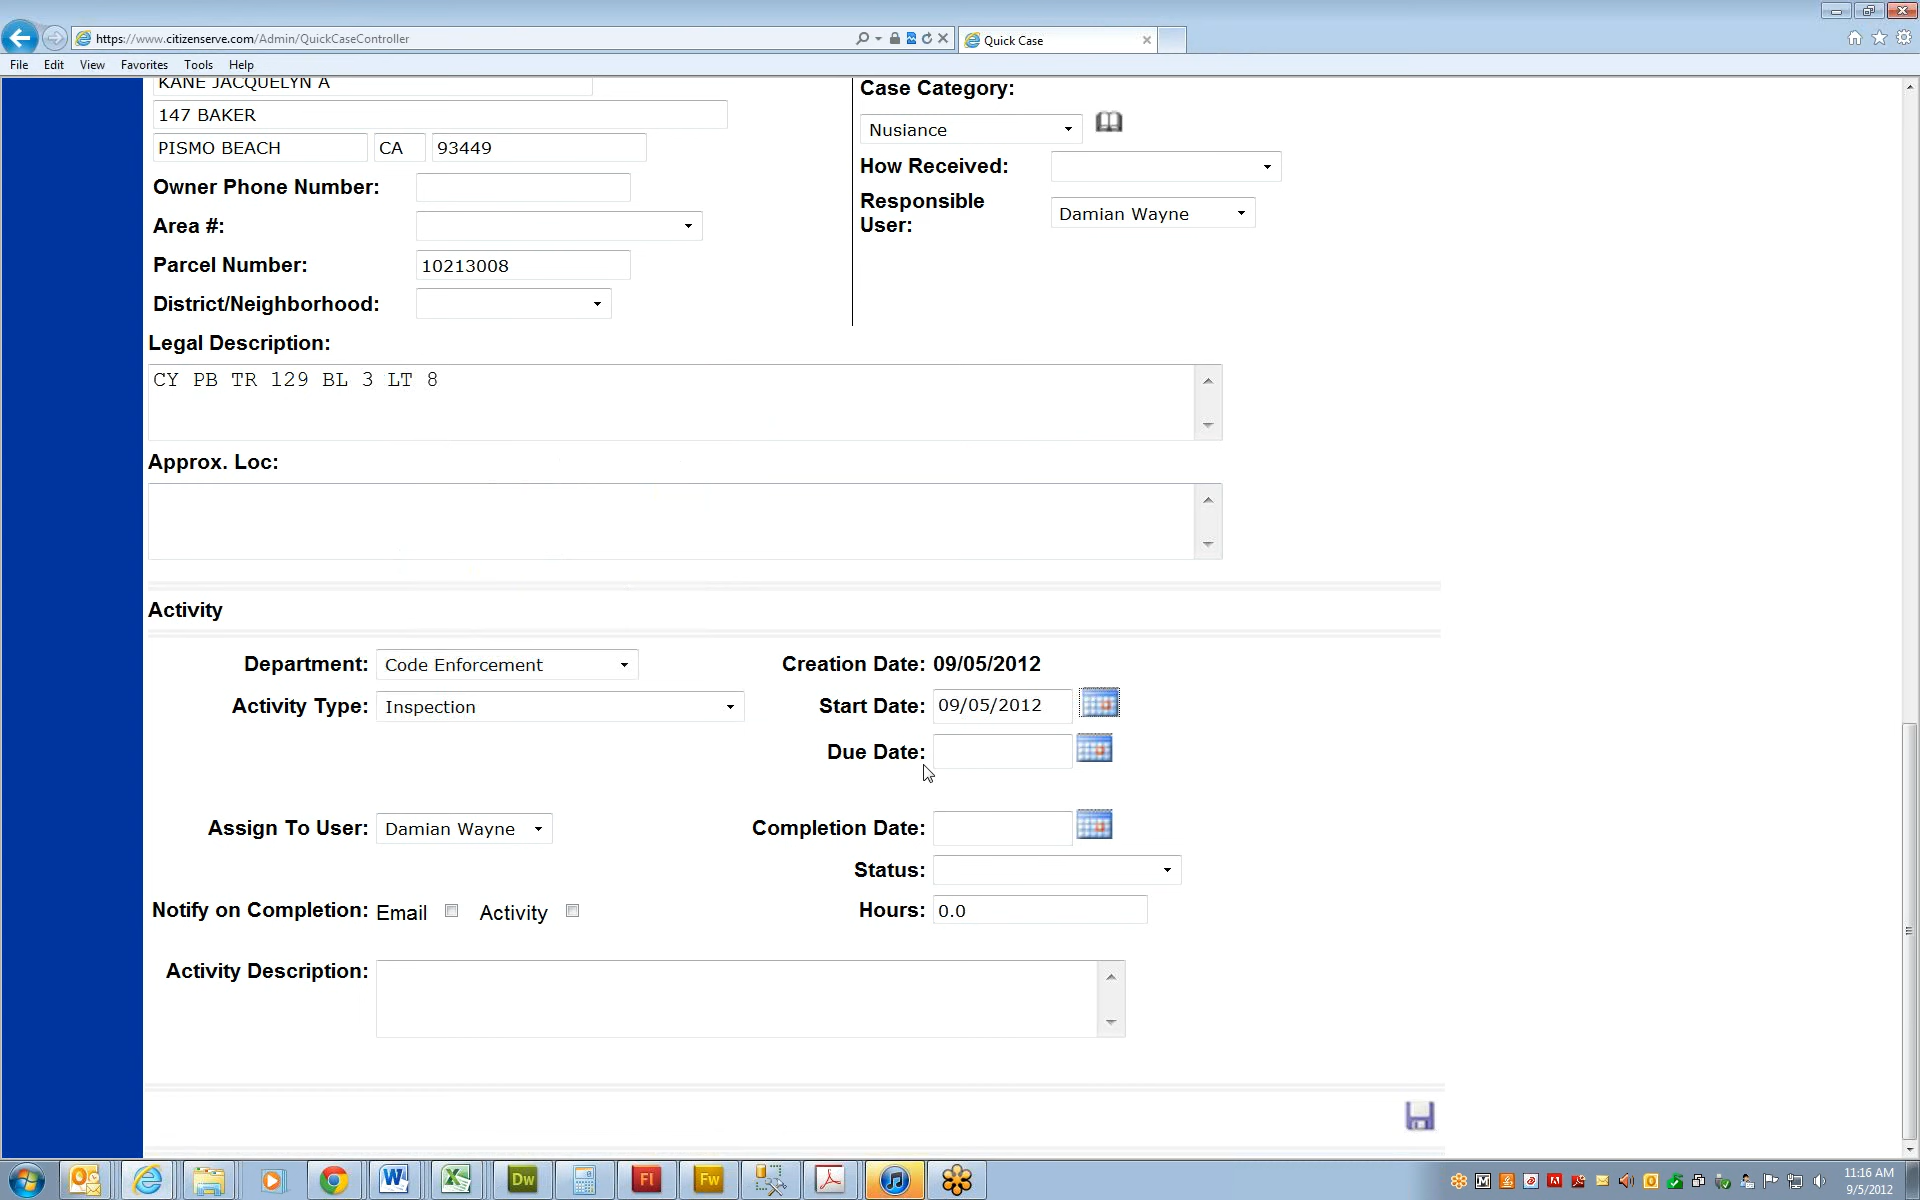 https://www.citizenserve.com/Admin/QuickCaseController
Quick Case
File Edit View Favorites Tools Help
KANE JACQUELYN A
147 BAKER
PISMO BEACH CA 93449
Owner Phone Number:
Area #:
Parcel Number: 10213008
District/Neighborhood:
Case Category:
Nusiance
How Received:
Responsible
User: Damian Wayne
Legal Description:
CY PB TR 129 BL 3 LT 8
Approx. Loc:
Activity
Department: Code Enforcement Creation Date: 09/05/2012
Activity Type: Inspection Start Date: 09/05/2012
Due Date:
Assign To User: Damian Wayne Completion Date:
Status:
Notify on Completion: Email Activity Hours: 0.0
Activity Description:
Dw Fl Fw
11:16 AM
9/5/2012